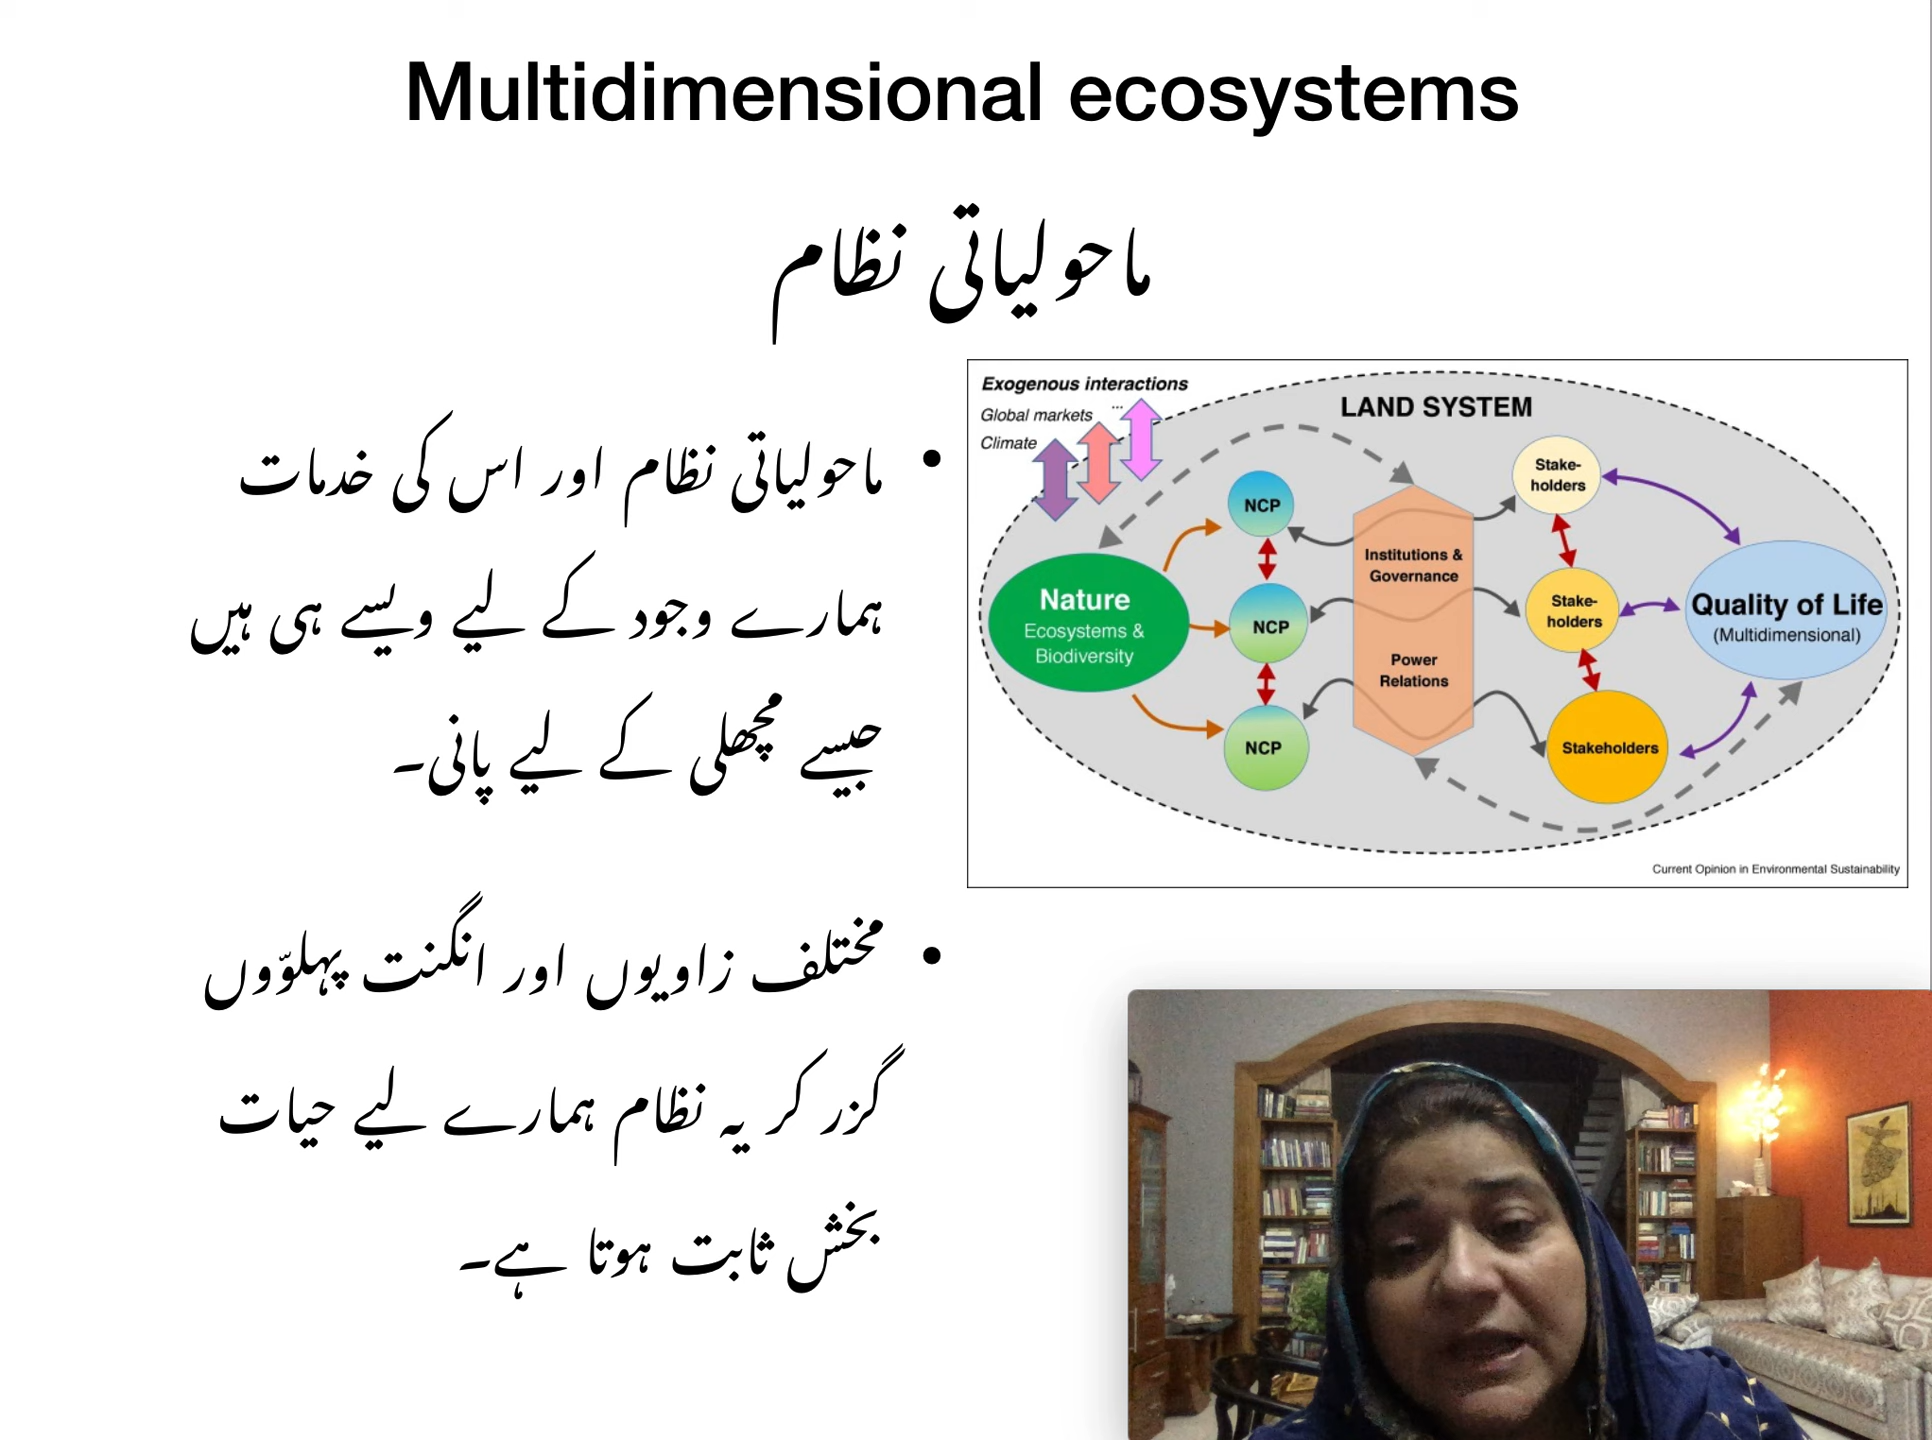 Multidimensional ecosystems
ماحولیاتی نظام
• ماحولیاتی نظام اور اس کی خدمات
ہمارے وجود کے لیے ویسے ہی ہیں
جیسے مچھلی کے لیے پانی۔
• مختلف زاویوں اور انگنت پہلوّوں
گزر کر یہ نظام ہمارے لیے حیات
بخش ثابت ہوتا ہے۔
Exogenous interactions
Global markets ...
Climate
LAND SYSTEM
Nature
Ecosystems &
Biodiversity
NCP
NCP
NCP
Institutions &
Governance
Power
Relations
Stake-
holders
Stake-
holders
Stakeholders
Quality of Life
(Multidimensional)
Current Opinion in Environmental Sustainability